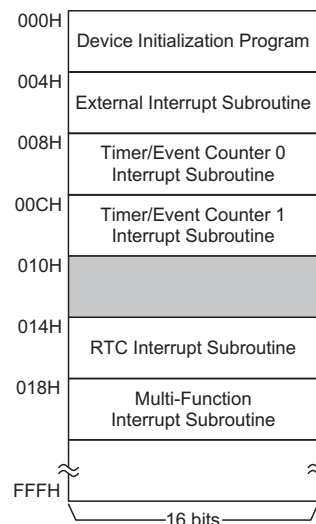 000H
Device Initialization Program
004H
External Interrupt Subroutine
008H
Timer/Event Counter 0
Interrupt Subroutine
00CH
Timer/Event Counter 1
Interrupt Subroutine
010H
014H
RTC Interrupt Subroutine
018H
Multi-Function
Interrupt Subroutine
FFFH
16 bits